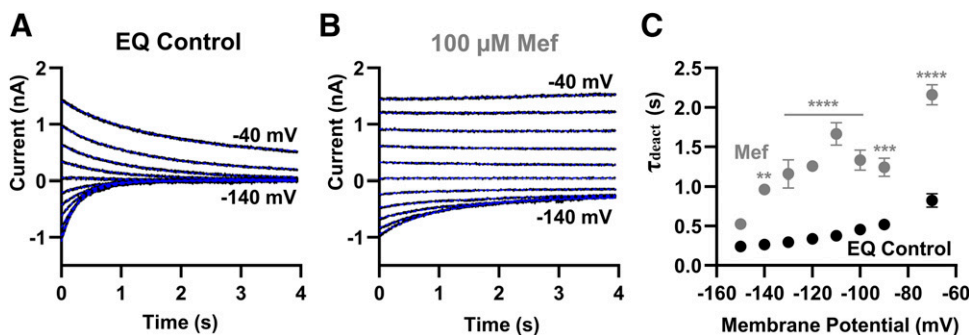 A
EQ Control
Current (nA)
2
1
0
-1
-40 mV
-140 mV
0 1 2 3 4
Time (s)
B
100 µM Mef
Current (nA)
2
1
0
-1
-40 mV
-140 mV
0 1 2 3 4
Time (s)
C
τdeact (s)
2.5
2.0
1.5
1.0
0.5
0.0
****
****
***
Mef
**
EQ Control
-160 -140 -120 -100 -80 -60
Membrane Potential (mV)